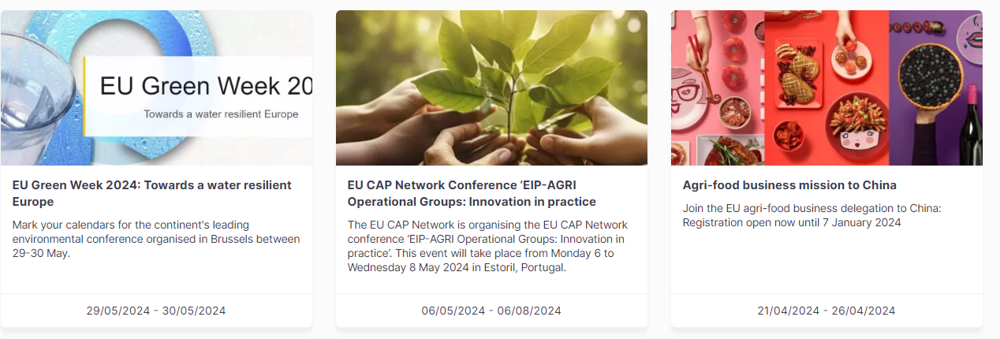 EU Green Week 20
Towards a water resilient Europe
EU Green Week 2024: Towards a water resilient
Europe
Mark your calendars for the continent's leading
environmental conference organised in Brussels between
29-30 May.
29/05/2024 - 30/05/2024
EU CAP Network Conference ‘EIP-AGRI
Operational Groups: Innovation in practice
The EU CAP Network is organising the EU CAP Network
conference ‘EIP-AGRI Operational Groups: Innovation in
practice’. This event will take place from Monday 6 to
Wednesday 8 May 2024 in Estoril, Portugal.
06/05/2024 - 06/08/2024
Agri-food business mission to China
Join the EU agri-food business delegation to China:
Registration open now until 7 January 2024
21/04/2024 - 26/04/2024